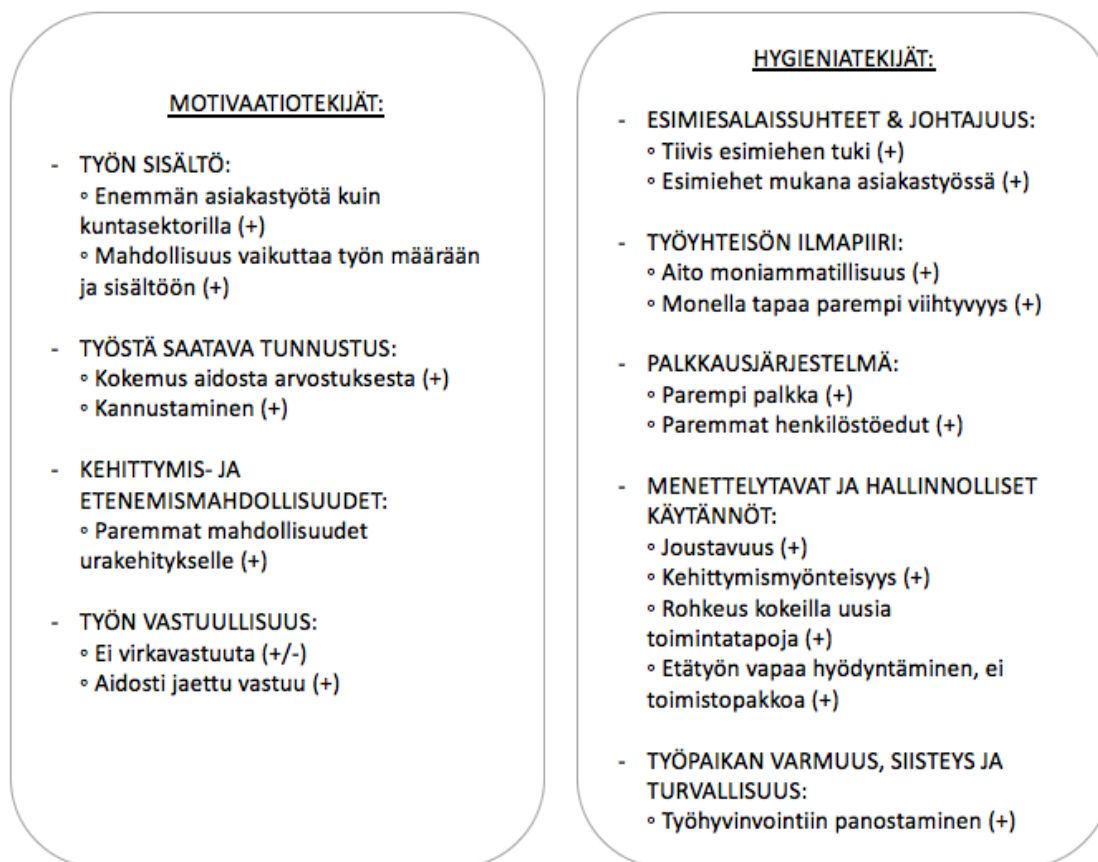 MOTIVAATIOTEKIJÄT:
- TYÖN SISÄLTÖ:
◦ Enemmän asiakastyötä kuin
kuntasektorilla (+)
◦ Mahdollisuus vaikuttaa työn määrään
ja sisältöön (+)
- TYÖSTÄ SAATAVA TUNNUSTUS:
◦ Kokemus aidosta arvostuksesta (+)
◦ Kannustaminen (+)
- KEHITTYMIS- JA
ETENEMISMAHDOLLISUUDET:
◦ Paremmat mahdollisuudet
urakehitykselle (+)
- TYÖN VASTUULLISUUS:
◦ Ei virkavastuuta (+/-)
◦ Aidosti jaettu vastuu (+)
HYGIENIATEKIJÄT:
- ESIMIESALAISSUHTEET & JOHTAJUUS:
◦ Tiivis esimiehen tuki (+)
◦ Esimiehet mukana asiakastyössä (+)
- TYÖYHTEISÖN ILMAPIIRI:
◦ Aito moniammatillisuus (+)
◦ Monella tapaa parempi viihtyvyys (+)
- PALKKAUSJÄRJESTELMÄ:
◦ Parempi palkka (+)
◦ Paremmat henkilöstöedut (+)
- MENETTELYTAVAT JA HALLINNOLLISET
KÄYTÄNNÖT:
◦ Joustavuus (+)
◦ Kehittymismyönteisyys (+)
◦ Rohkeus kokeilla uusia
toimintatapoja (+)
◦ Etätyön vapaa hyödyntäminen, ei
toimistopakkoa (+)
- TYÖPAIKAN VARMUUS, SIISTEYS JA
TURVALLISUUS:
◦ Työhyvinvointiin panostaminen (+)